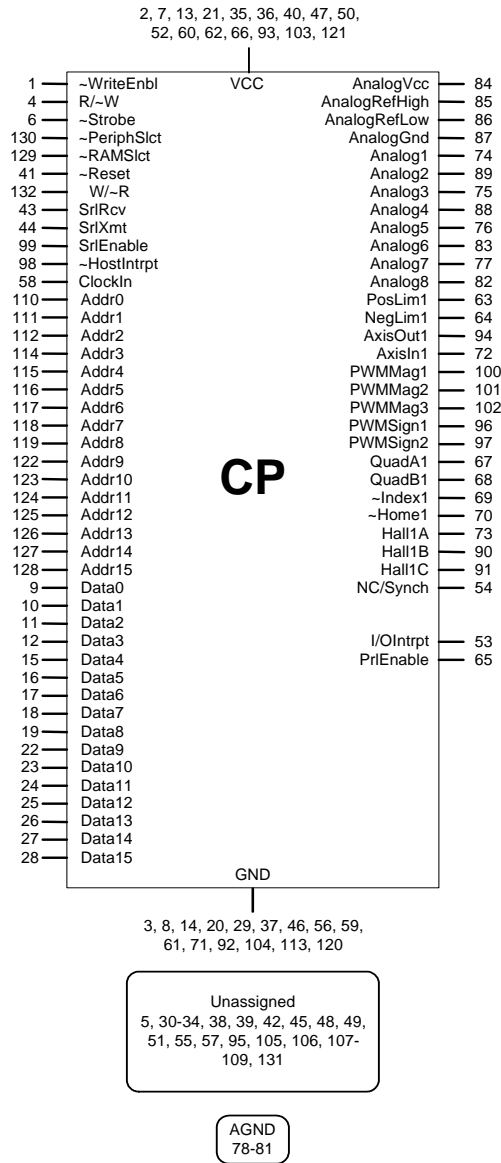 2, 7, 13, 21, 35, 36, 40, 47, 50,
52, 60, 62, 66, 93, 103, 121
VCC
1 ~WriteEnbl
4 R/~W
6 ~Strobe
130 ~PeriphSlct
129 ~RAMSlct
41 ~Reset
132 W/~R
43 SrlRcv
44 SrlXmt
99 SrlEnable
98 ~HostIntrpt
58 ClockIn
110 Addr0
111 Addr1
112 Addr2
114 Addr3
115 Addr4
116 Addr5
117 Addr6
118 Addr7
119 Addr8
122 Addr9
123 Addr10
124 Addr11
125 Addr12
126 Addr13
127 Addr14
128 Addr15
9 Data0
10 Data1
11 Data2
12 Data3
15 Data4
16 Data5
17 Data6
18 Data7
19 Data8
22 Data9
23 Data10
24 Data11
25 Data12
26 Data13
27 Data14
28 Data15
CP
AnalogVcc 84
AnalogRefHigh 85
AnalogRefLow 86
AnalogGnd 87
Analog1 74
Analog2 89
Analog3 75
Analog4 88
Analog5 76
Analog6 83
Analog7 77
Analog8 82
PosLim1 63
NegLim1 64
AxisOut1 94
AxisIn1 72
PWMMag1 100
PWMMag2 101
PWMMag3 102
PWMSign1 96
PWMSign2 97
QuadA1 67
QuadB1 68
~Index1 69
~Home1 70
Hall1A 73
Hall1B 90
Hall1C 91
NC/Synch 54
I/OIntrpt 53
PrlEnable 65
GND
3, 8, 14, 20, 29, 37, 46, 56, 59,
61, 71, 92, 104, 113, 120
Unassigned
5, 30-34, 38, 39, 42, 45, 48, 49,
51, 55, 57, 95, 105, 106, 107-
109, 131
AGND
78-81